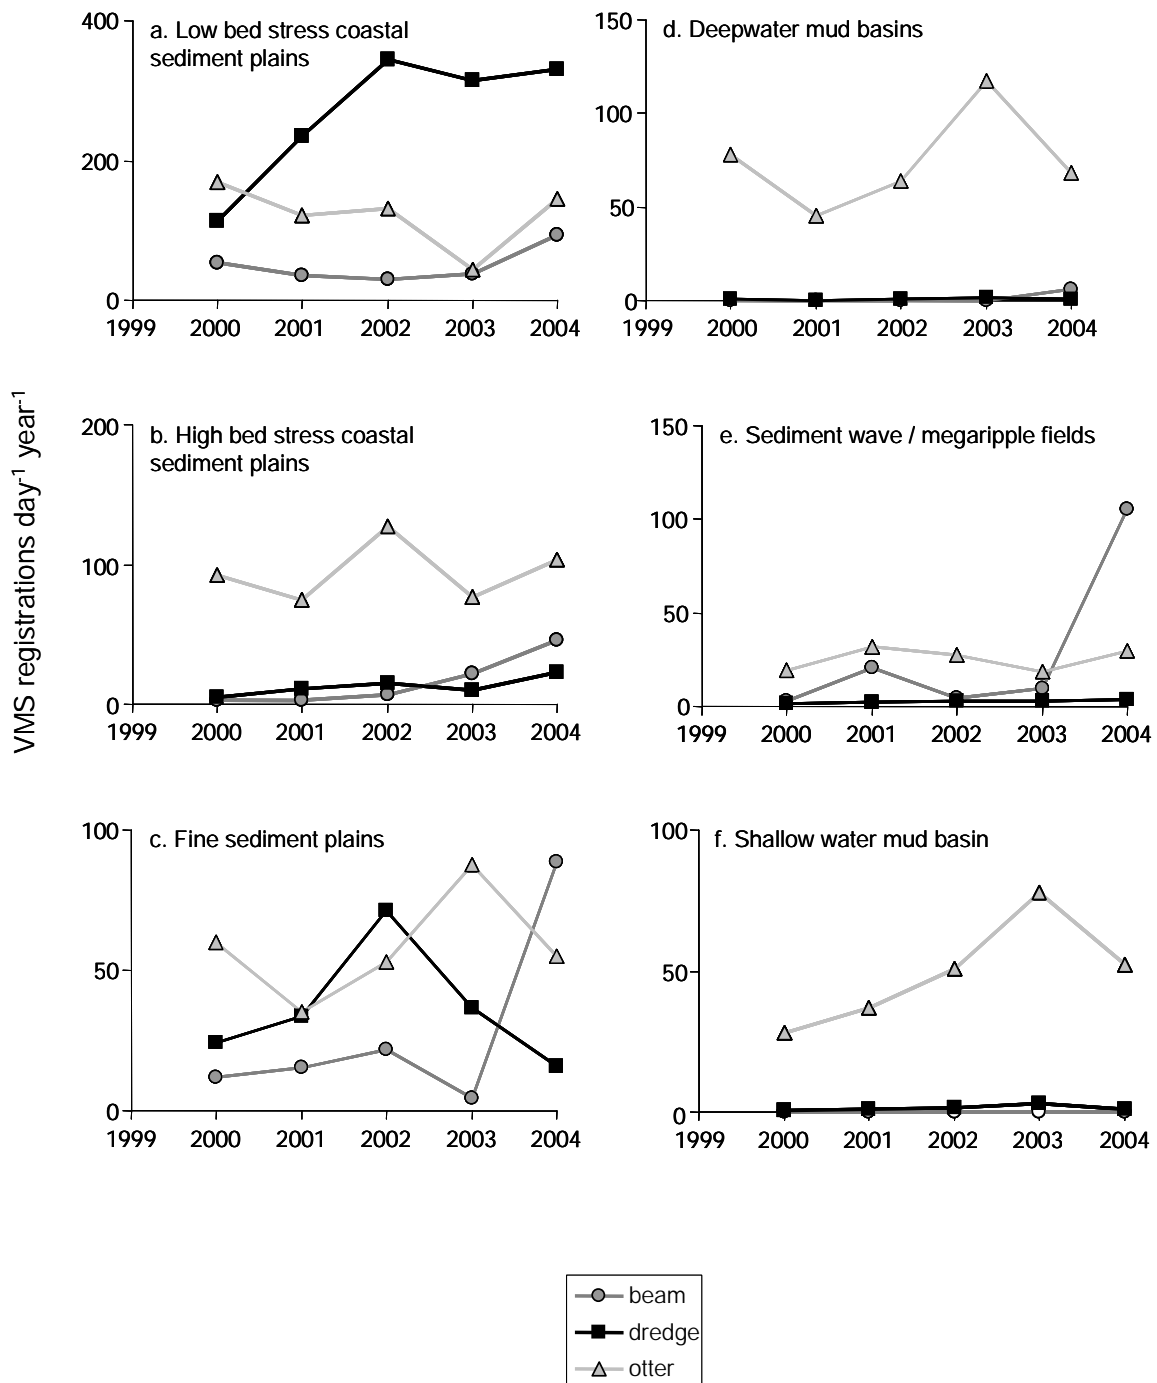 VMS registrations day⁻¹ year⁻¹
a. Low bed stress coastal
sediment plains
400
200
0
1999 2000 2001 2002 2003 2004
d. Deepwater mud basins
150
100
50
0
1999 2000 2001 2002 2003 2004
b. High bed stress coastal
sediment plains
200
100
0
1999 2000 2001 2002 2003 2004
e. Sediment wave / megaripple fields
150
100
50
0
1999 2000 2001 2002 2003 2004
c. Fine sediment plains
100
50
0
1999 2000 2001 2002 2003 2004
f. Shallow water mud basin
100
50
0
1999 2000 2001 2002 2003 2004
beam
dredge
otter